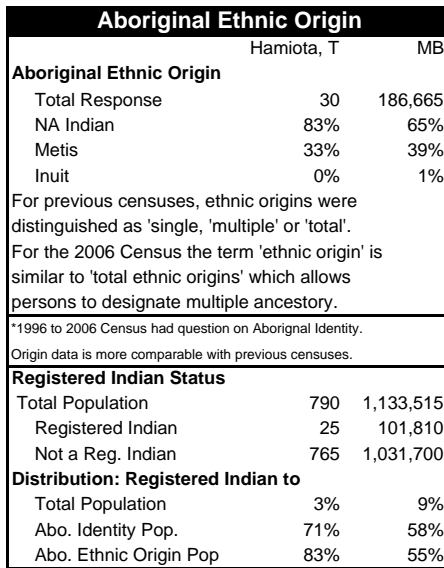 Aboriginal Ethnic Origin
Hamiota, T MB
Aboriginal Ethnic Origin
Total Response 30 186,665
NA Indian 83% 65%
Metis 33% 39%
Inuit 0% 1%
For previous censuses, ethnic origins were
distinguished as 'single, 'multiple' or 'total'.
For the 2006 Census the term 'ethnic origin' is
similar to 'total ethnic origins' which allows
persons to designate multiple ancestory.
*1996 to 2006 Census had question on Aborignal Identity.
Origin data is more comparable with previous censuses.
Registered Indian Status
Total Population 790 1,133,515
Registered Indian 25 101,810
Not a Reg. Indian 765 1,031,700
Distribution: Registered Indian to
Total Population 3% 9%
Abo. Identity Pop. 71% 58%
Abo. Ethnic Origin Pop 83% 55%